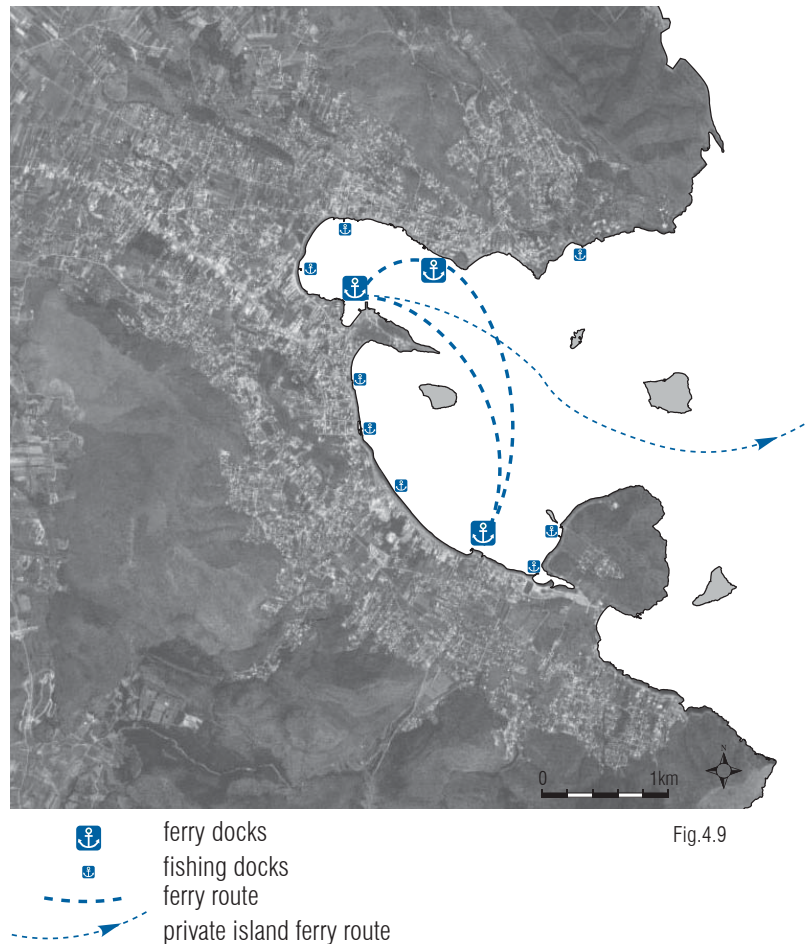 N
0 1km
Fig.4.9
ferry docks
fishing docks
ferry route
private island ferry route